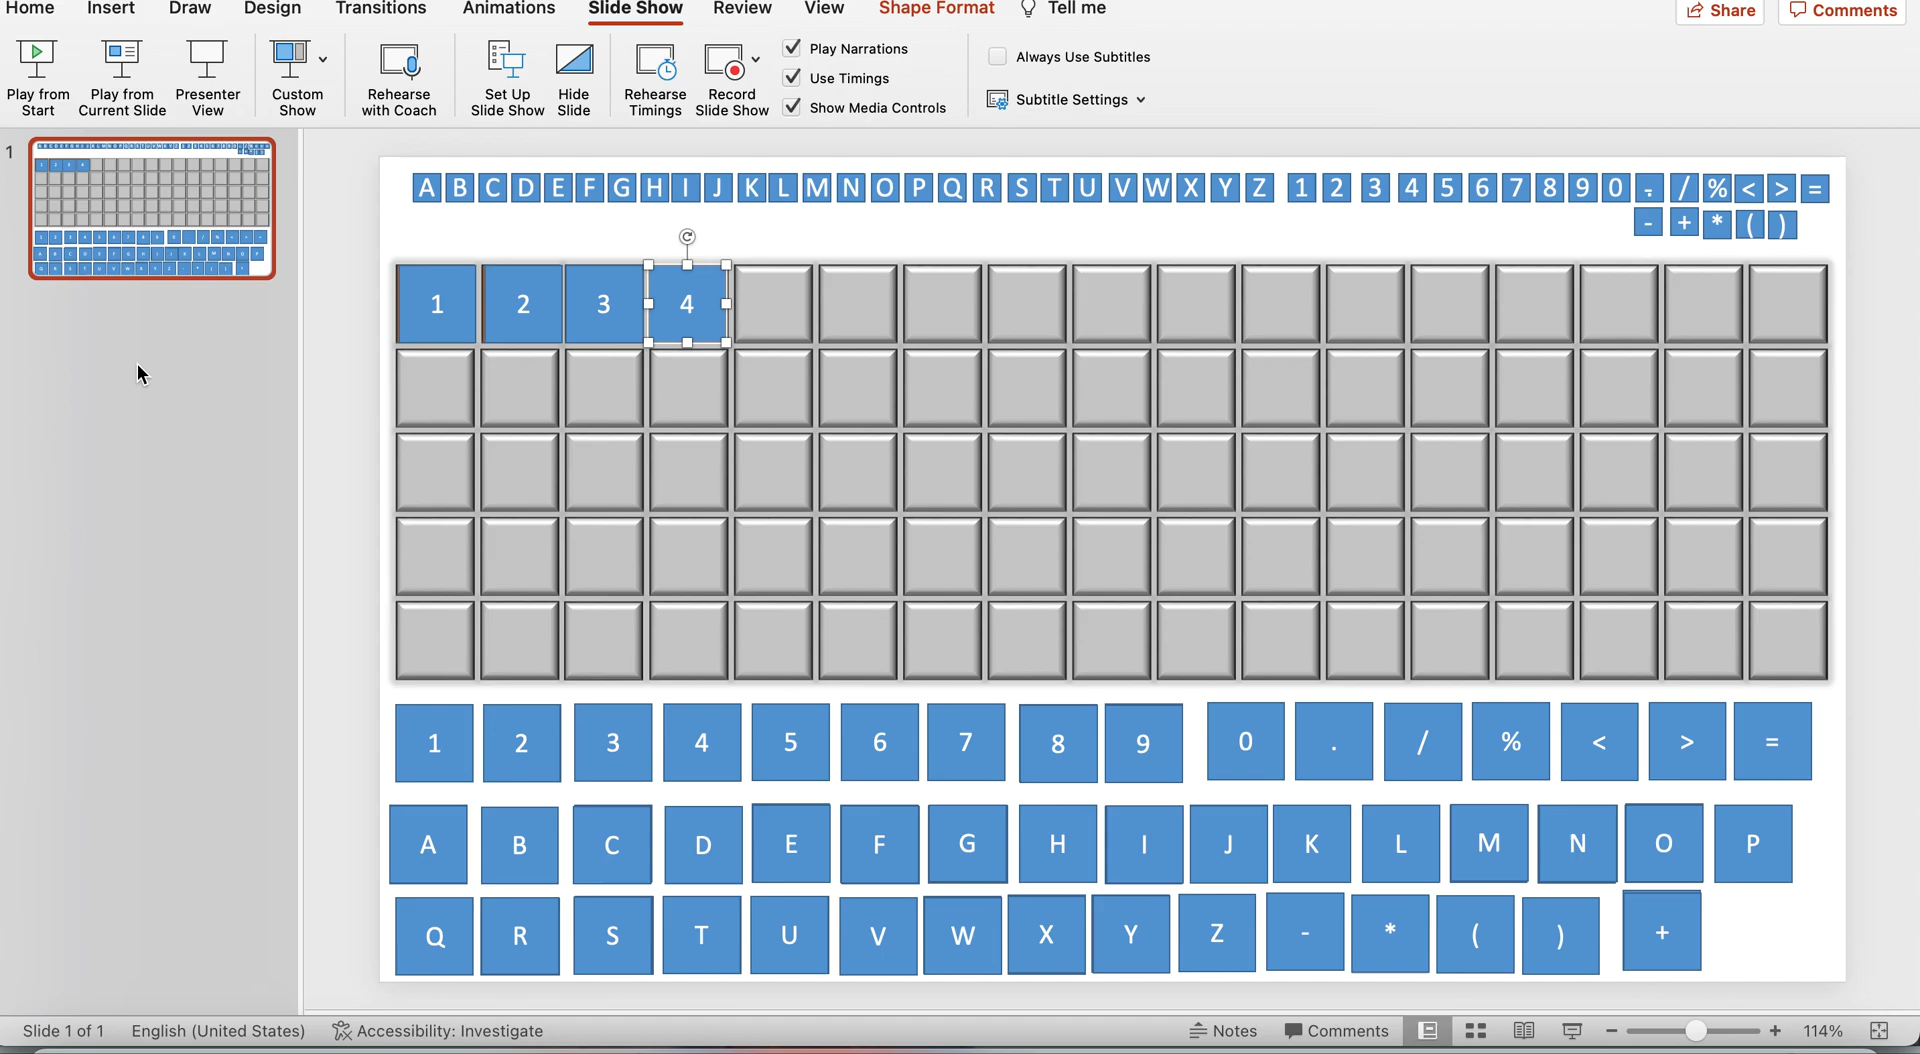 Home Insert Draw Design Transitions Animations Slide Show Review View Shape Format Tell me Share Comments
Play from Start
Play from Current Slide
Presenter View
Custom Show
Rehearse with Coach
Set Up Slide Show
Hide Slide
Rehearse Timings
Record Slide Show
Play Narrations
Use Timings
Show Media Controls
Always Use Subtitles
Subtitle Settings
1
A B C D E F G H I J K L M N O P Q R S T U V W X Y Z 1 2 3 4 5 6 7 8 9 0 . / % < > =
- + * ( )
1 2 3 4
1 2 3 4 5 6 7 8 9 0 . / % < > =
A B C D E F G H I J K L M N O P
Q R S T U V W X Y Z - * ( ) +
Slide 1 of 1 English (United States) Accessibility: Investigate Notes Comments 114%